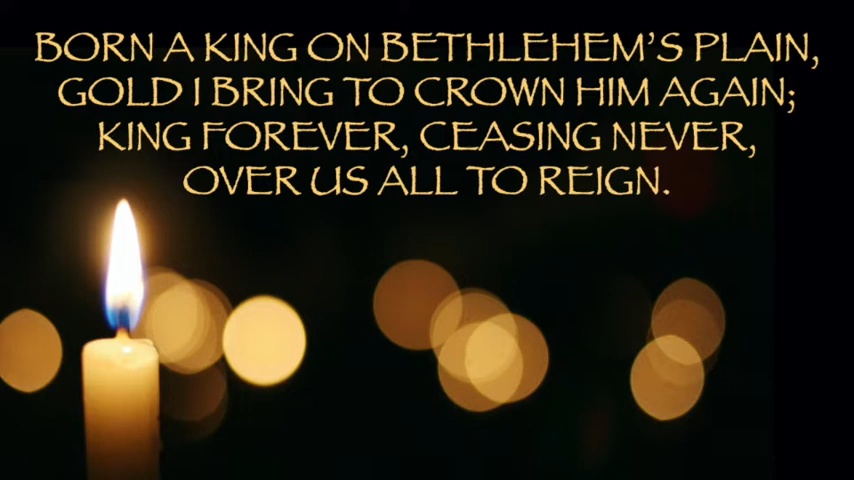 BORN A KING ON BETHLEHEM'S PLAIN,
GOLD I BRING TO CROWN HIM AGAIN;
KING FOREVER, CEASING NEVER,
OVER US ALL TO REIGN.